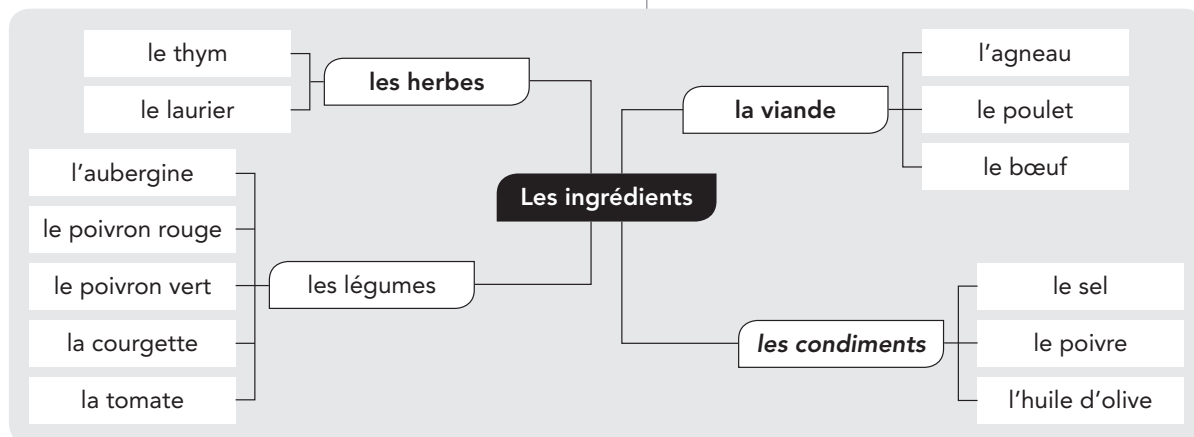 le thym
le laurier
les herbes
l’aubergine
le poivron rouge
le poivron vert
la courgette
la tomate
les légumes
Les ingrédients
la viande
l’agneau
le poulet
le bœuf
les condiments
le sel
le poivre
l’huile d’olive